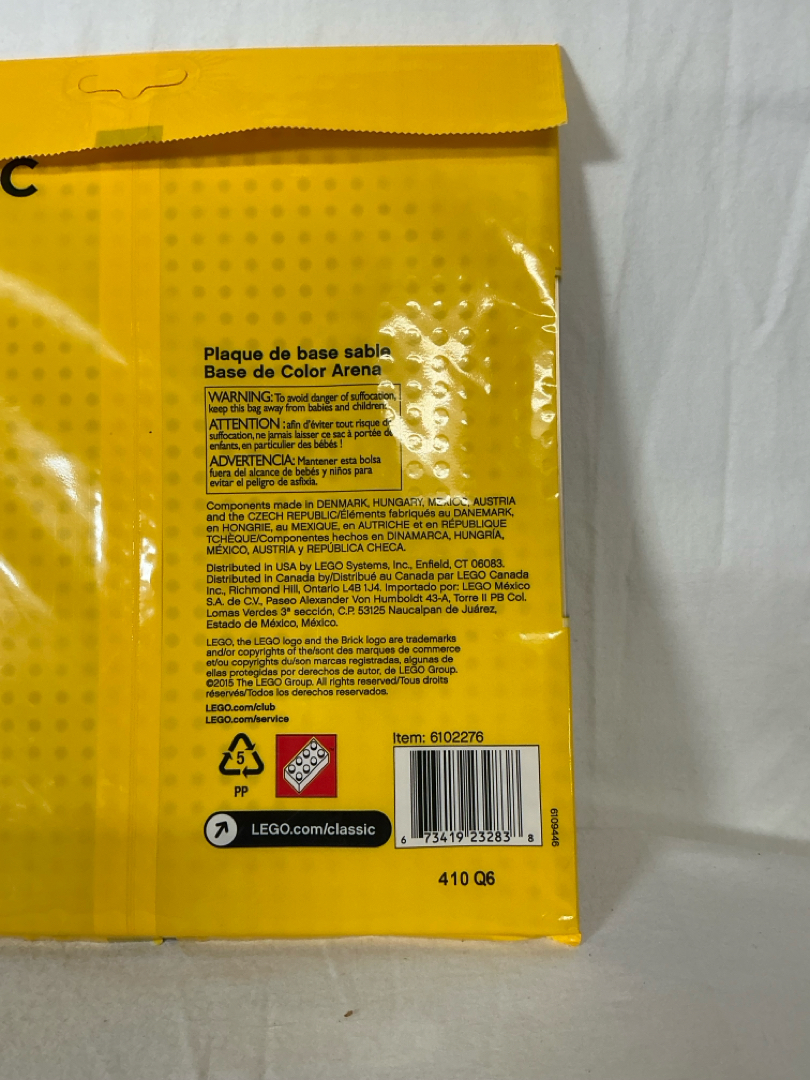 C
Plaque de base sable
Base de Color Arena
WARNING: To avoid danger of suffocation,
keep this bag away from babies and children.
ATTENTION : afin d'éviter tout risque de
suffocation, ne jamais laisser ce sac à portée de
enfants, en particulier des bébés !
ADVERTENCIA: Mantener esta bolsa
fuera del alcance de bebés y niños para
evitar el peligro de asfixia.
Components made in DENMARK, HUNGARY, MEXICO, AUSTRIA
and the CZECH REPUBLIC/Éléments fabriqués au DANEMARK,
en HONGRIE, au MEXIQUE, en AUTRICHE et en RÉPUBLIQUE
TCHÈQUE/Componentes hechos en DINAMARCA, HUNGRÍA,
MÉXICO, AUSTRIA y REPÚBLICA CHECA.
Distributed in USA by LEGO Systems, Inc., Enfield, CT 06083.
Distributed in Canada by/Distribué au Canada par LEGO Canada
Inc., Richmond Hill, Ontario L4B 1J4. Importado por: LEGO México
S.A. de C.V., Paseo Alexander Von Humboldt 43-A, Torre II PB Col.
Lomas Verdes 3ª sección, C.P. 53125 Naucalpan de Juárez,
Estado de México, México.
LEGO, the LEGO logo and the Brick logo are trademarks
and/or copyrights of the/sont des marques de commerce
et/ou copyrights du/son marcas registradas, algunas de
ellas protegidas por derechos de autor, de LEGO Group.
©2015 The LEGO Group. All rights reserved/Tous droits
réservés/Todos los derechos reservados.
LEGO.com/club
LEGO.com/service
5
PP
LEGO.com/classic
Item: 6102276
6 73419 23283 8
6109446
410 Q6